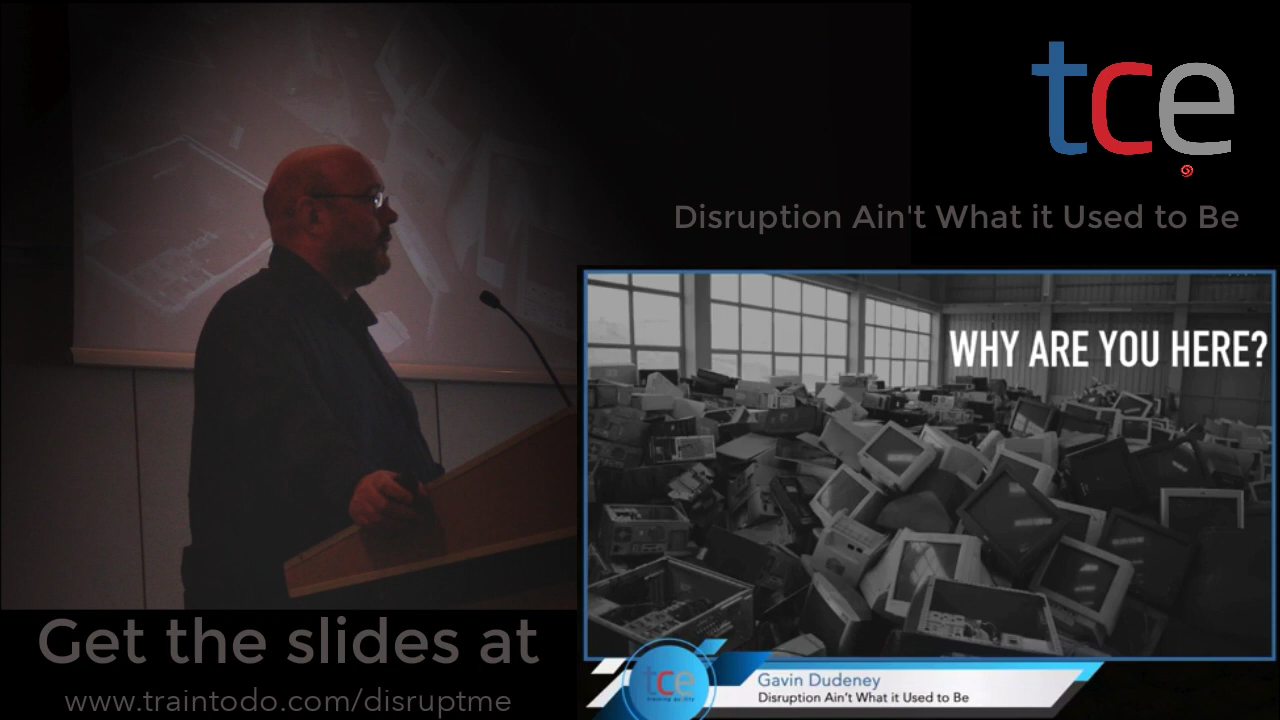 tce
Disruption Ain't What it Used to Be
WHY ARE YOU HERE?
Get the slides at
www.traintodo.com/disruptme
tce
Gavin Dudeney
Disruption Ain't What it Used to Be